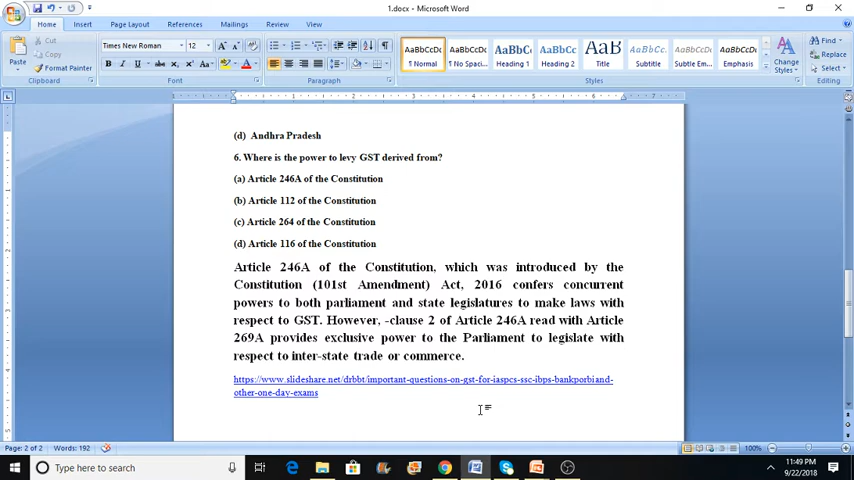 1.docx - Microsoft Word
Home Insert Page Layout References Mailings Review View
Paste
Cut
Copy
Format Painter
Clipboard
Times New Roman 12
Font
Paragraph
AaBbCcDc AaBbCcDc AaBbCc AaBbCc AaB AaBbCc. AaBbCcDc AaBbCcDc
¶ Normal ¶ No Spaci... Heading 1 Heading 2 Title Subtitle Subtle Em... Emphasis
Change
Styles
Styles
Find
Replace
Select
Editing
(d) Andhra Pradesh
6. Where is the power to levy GST derived from?
(a) Article 246A of the Constitution
(b) Article 112 of the Constitution
(c) Article 264 of the Constitution
(d) Article 116 of the Constitution
Article 246A of the Constitution, which was introduced by the
Constitution (101st Amendment) Act, 2016 confers concurrent
powers to both parliament and state legislatures to make laws with
respect to GST. However, -clause 2 of Article 246A read with Article
269A provides exclusive power to the Parliament to legislate with
respect to inter-state trade or commerce.
https://www.slideshare.net/drbbt/important-questions-on-gst-for-iaspcs-ssc-ibps-bankporbiand-
other-one-day-exams
Page: 2 of 2 Words: 192
100%
Type here to search
11:49 PM
9/22/2018